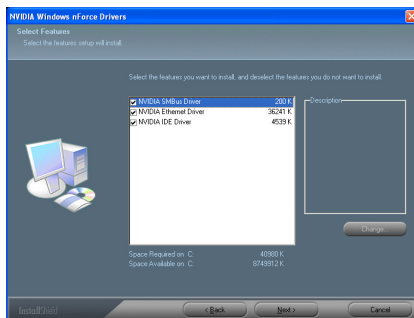 NVIDIA Windows nForce Drivers
Select Features
Select the features setup will install.
Select the features you want to install, and deselect the features you do not want to install.
NVIDIA SMBus Driver 200 K
NVIDIA Ethernet Driver 36241 K
NVIDIA IDE Driver 4539 K
Description
Change...
Space Required on C: 40980 K
Space Available on C: 8749912 K
InstallShield
< Back
Next >
Cancel